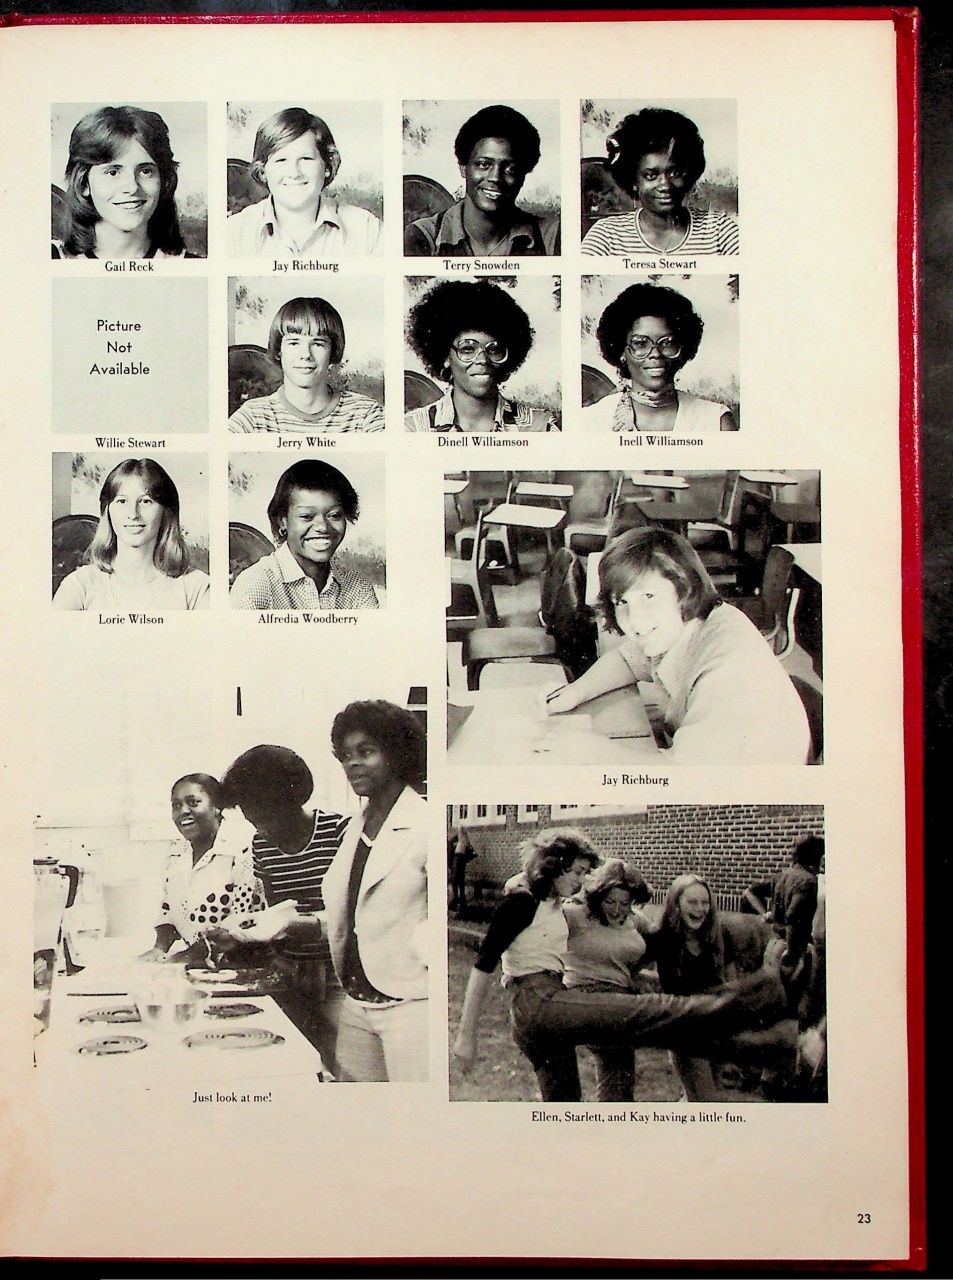 Gail Reck
Jay Richburg
Terry Snowden
Teresa Stewart
Picture
Not
Available
Willie Stewart
Jerry White
Dinell Williamson
Inell Williamson
Lorie Wilson
Alfredia Woodberry
Jay Richburg
Just look at me!
Ellen, Starlett, and Kay having a little fun.
23